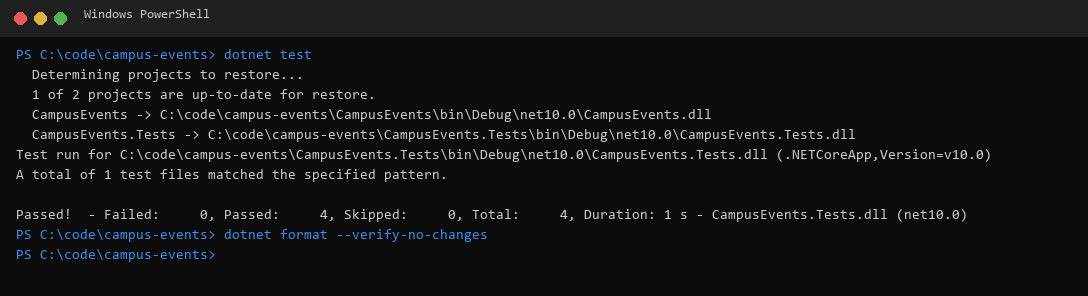 Windows PowerShell
PS C:\code\campus-events> dotnet test
  Determining projects to restore...
  1 of 2 projects are up-to-date for restore.
  CampusEvents -> C:\code\campus-events\CampusEvents\bin\Debug\net10.0\CampusEvents.dll
  CampusEvents.Tests -> C:\code\campus-events\CampusEvents.Tests\bin\Debug\net10.0\CampusEvents.Tests.dll
Test run for C:\code\campus-events\CampusEvents.Tests\bin\Debug\net10.0\CampusEvents.Tests.dll (.NETCoreApp,Version=v10.0)
A total of 1 test files matched the specified pattern.
Passed!  - Failed:     0, Passed:     4, Skipped:     0, Total:     4, Duration: 1 s - CampusEvents.Tests.dll (net10.0)
PS C:\code\campus-events> dotnet format --verify-no-changes
PS C:\code\campus-events>